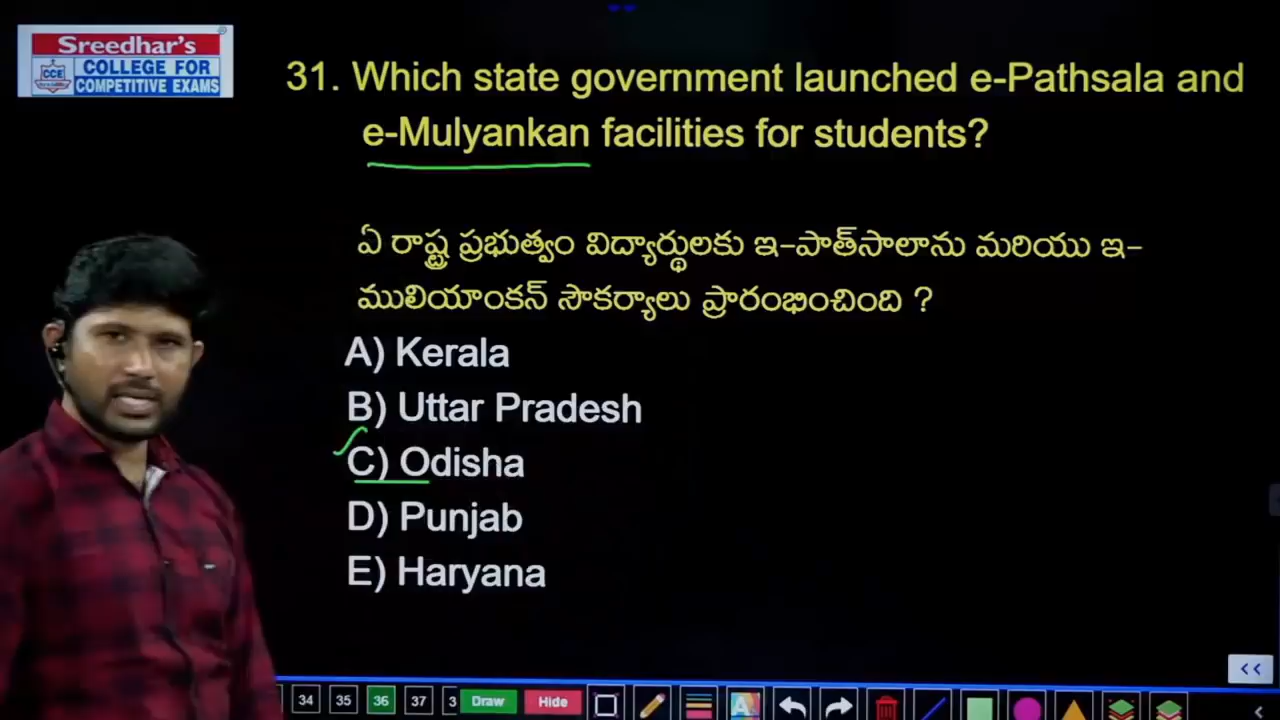 Sreedhar's
CCE
COLLEGE FOR
COMPETITIVE EXAMS
31. Which state government launched e-Pathsala and
e-Mulyankan facilities for students?
ఏ రాష్ట్ర ప్రభుత్వం విద్యార్థులకు ఇ-పాత్‌సాలాను మరియు ఇ-
ములియాంకన్ సౌకర్యాలు ప్రారంభించింది ?
A) Kerala
B) Uttar Pradesh
C) Odisha
D) Punjab
E) Haryana
34 35 36 37 3 Draw Hide